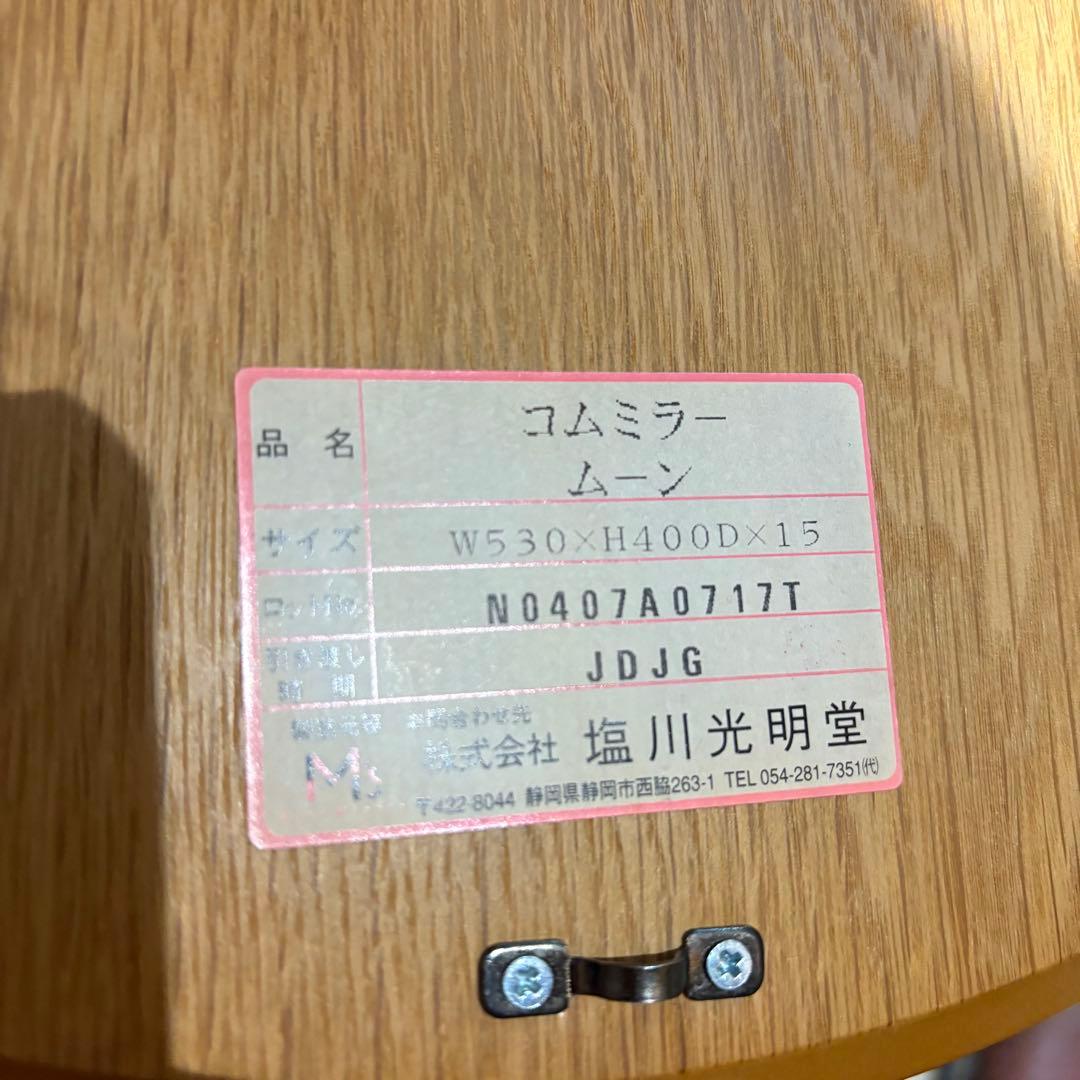 品 名 コムミラー
ムーン
サイズ W530×H400D×15
ロットNo. N0407A0717T
引き渡し
時 期 JDJG
製造元 お問合わせ先
株式会社 塩川光明堂
〒422-8044 静岡県静岡市西脇263-1 TEL 054-281-7351㈹